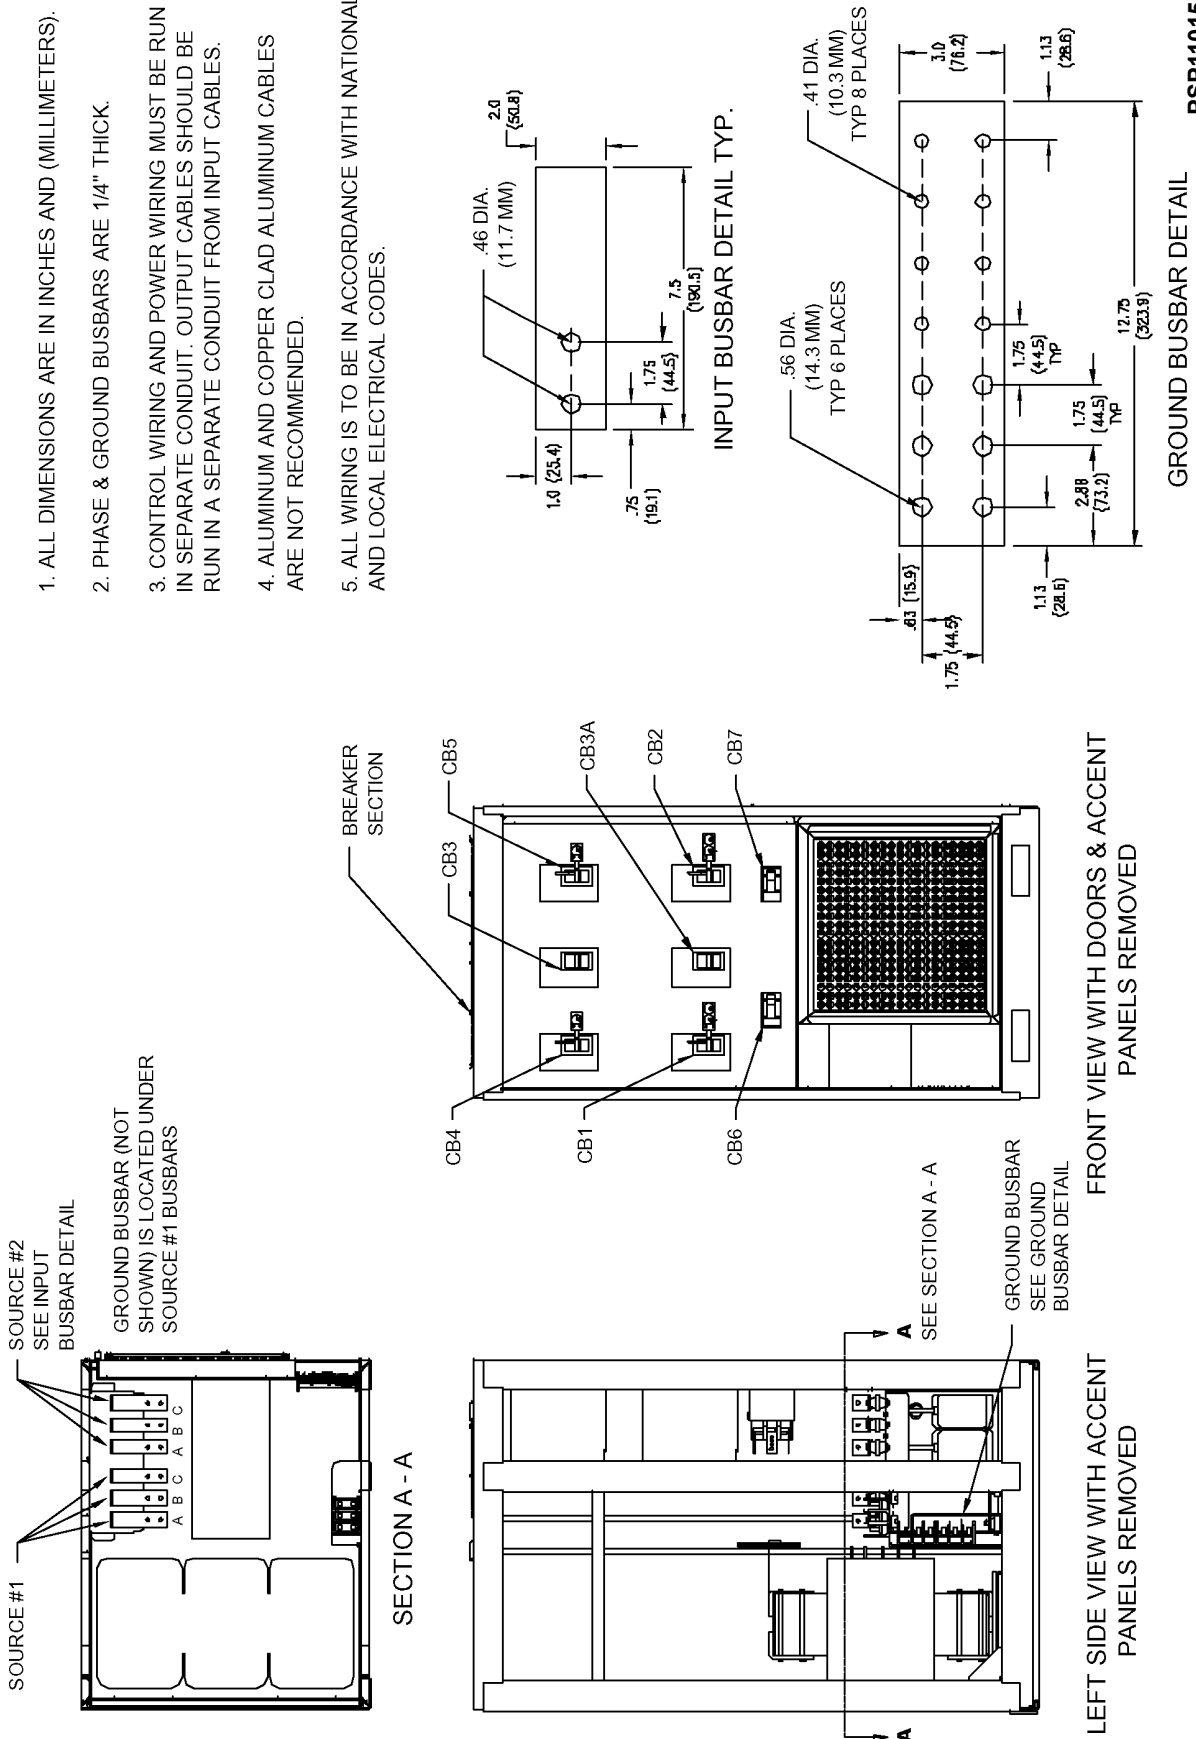 SOURCE #1
SOURCE #2
SEE INPUT
BUSBAR DETAIL
GROUND BUSBAR (NOT
SHOWN) IS LOCATED UNDER
SOURCE #1 BUSBARS
A B C A B C
SECTION A - A
1. ALL DIMENSIONS ARE IN INCHES AND (MILLIMETERS).
2. PHASE & GROUND BUSBARS ARE 1/4" THICK.
3. CONTROL WIRING AND POWER WIRING MUST BE RUN
IN SEPARATE CONDUIT. OUTPUT CABLES SHOULD BE
RUN IN A SEPARATE CONDUIT FROM INPUT CABLES.
4. ALUMINUM AND COPPER CLAD ALUMINUM CABLES
ARE NOT RECOMMENDED.
5. ALL WIRING IS TO BE IN ACCORDANCE WITH NATIONAL
AND LOCAL ELECTRICAL CODES.
BREAKER
SECTION
CB4
CB3
CB5
CB3A
CB1
CB2
CB6
CB7
FRONT VIEW WITH DOORS & ACCENT
PANELS REMOVED
A
A
SEE SECTION A - A
GROUND BUSBAR
SEE GROUND
BUSBAR DETAIL
LEFT SIDE VIEW WITH ACCENT
PANELS REMOVED
.46 DIA.
(11.7 MM)
2.0
(50.8)
1.0 (25.4)
.75
(19.1)
1.75
(44.5)
7.5
(190.5)
INPUT BUSBAR DETAIL TYP.
.56 DIA.
(14.3 MM)
TYP 6 PLACES
.41 DIA.
(10.3 MM)
TYP 8 PLACES
3.0
(76.2)
.63 (15.9)
1.75 (44.5)
1.13
(28.6)
1.13
(28.6)
2.88
(73.2)
1.75
(44.5)
TYP
1.75
(44.5)
TYP
12.75
(323.9)
GROUND BUSBAR DETAIL